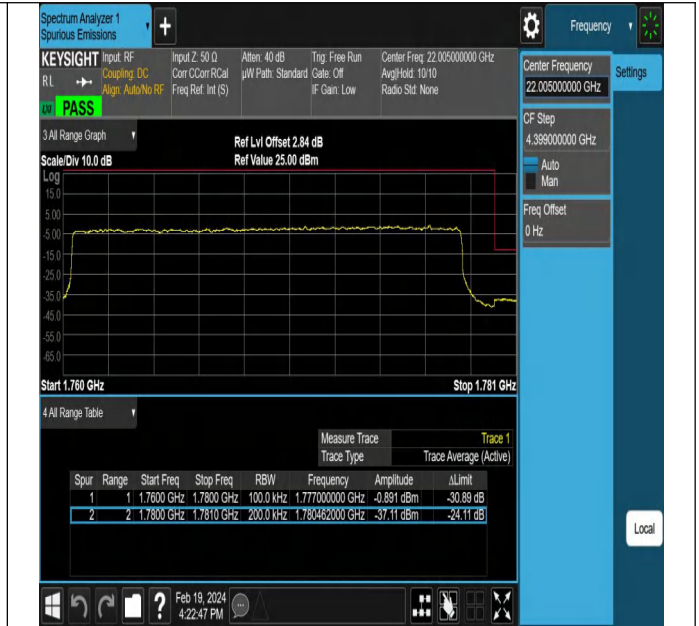 Spectrum Analyzer 1
Spurious Emissions
Frequency
KEYSIGHT
RL
Input: RF
Coupling: DC
Align: Auto/No RF
Input Z: 50 Ω
Corr CCorr RCal
Freq Ref: Int (S)
Atten: 40 dB
µW Path: Standard
Trig: Free Run
Gate: Off
IF Gain: Low
Center Freq: 22.005000000 GHz
Avg|Hold: 10/10
Radio Std: None
LXI PASS
3 All Range Graph
Ref Lvl Offset 2.84 dB
Scale/Div 10.0 dB
Ref Value 25.00 dBm
Log
15.0
5.00
-5.00
-15.0
-25.0
-35.0
-45.0
-55.0
-65.0
Start 1.760 GHz
Stop 1.781 GHz
4 All Range Table
Measure Trace Trace 1
Trace Type Trace Average (Active)
Spur Range Start Freq Stop Freq RBW Frequency Amplitude ΔLimit
1 1 1.7600 GHz 1.7800 GHz 100.0 kHz 1.777000000 GHz -0.891 dBm -30.89 dB
2 2 1.7800 GHz 1.7810 GHz 200.0 kHz 1.780462000 GHz -37.11 dBm -24.11 dB
Center Frequency
22.005000000 GHz
Settings
CF Step
4.399000000 GHz
Auto
Man
Freq Offset
0 Hz
Local
?
Feb 19, 2024
4:22:47 PM